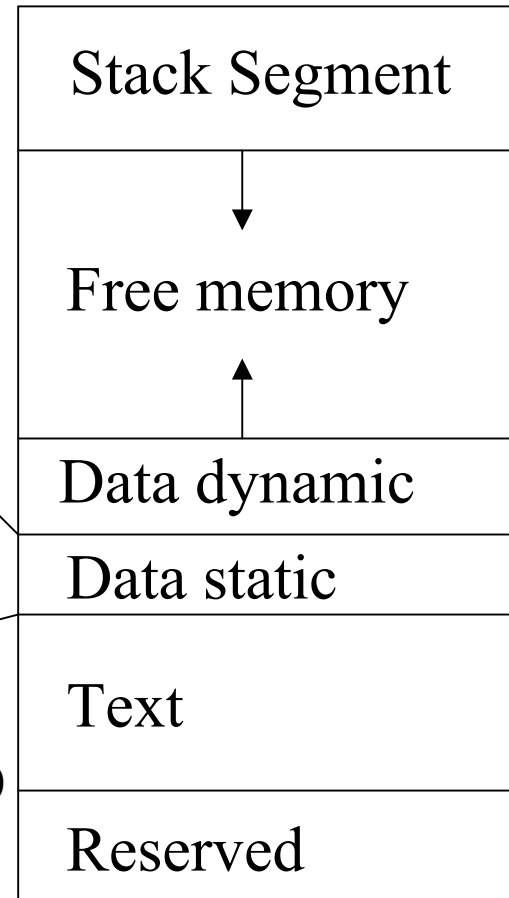 Stack Segment
Free memory
Data dynamic
Data static
Text
Reserved